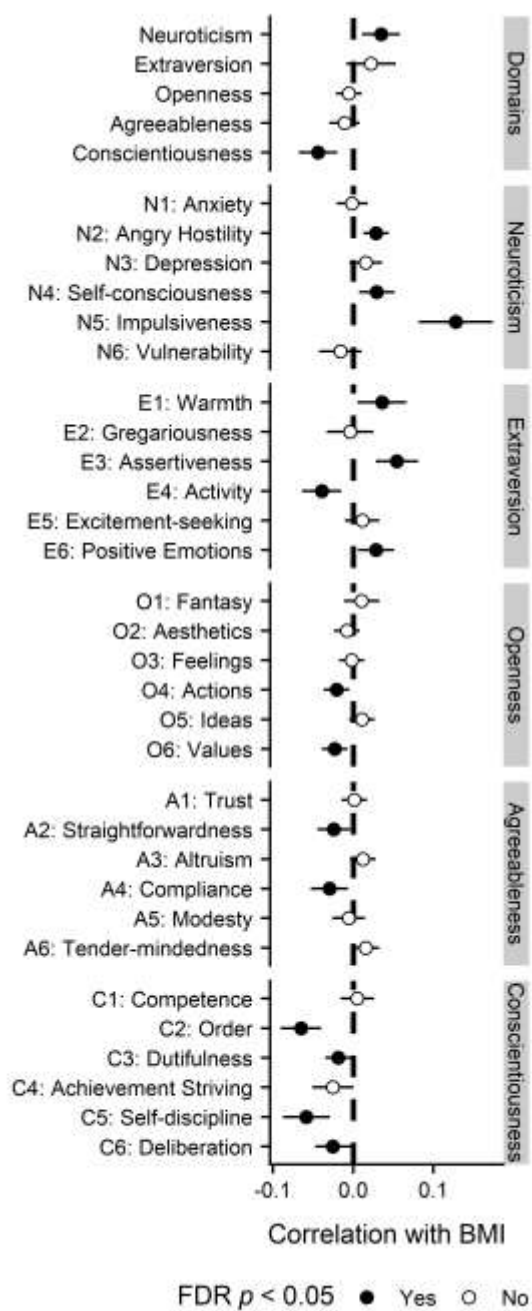 Domains
Neuroticism
Extraversion
Openness
Agreeableness
Conscientiousness
Neuroticism
N1: Anxiety
N2: Angry Hostility
N3: Depression
N4: Self-consciousness
N5: Impulsiveness
N6: Vulnerability
Extraversion
E1: Warmth
E2: Gregariousness
E3: Assertiveness
E4: Activity
E5: Excitement-seeking
E6: Positive Emotions
Openness
O1: Fantasy
O2: Aesthetics
O3: Feelings
O4: Actions
O5: Ideas
O6: Values
Agreeableness
A1: Trust
A2: Straightforwardness
A3: Altruism
A4: Compliance
A5: Modesty
A6: Tender-mindedness
Conscientiousness
C1: Competence
C2: Order
C3: Dutifulness
C4: Achievement Striving
C5: Self-discipline
C6: Deliberation
-0.1 0.0 0.1
Correlation with BMI
FDR p < 0.05 Yes No